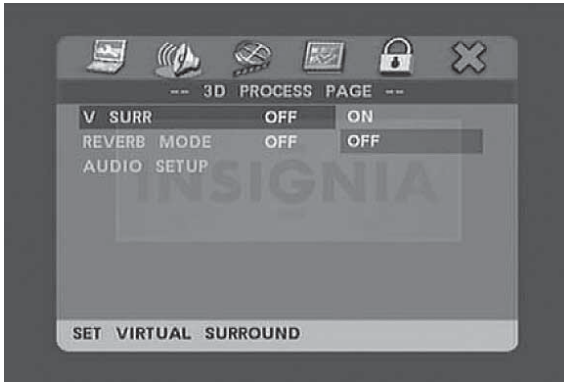 -- 3D PROCESS PAGE --
V SURR OFF ON
REVERB MODE OFF OFF
AUDIO SETUP
INSIGNIA
SET VIRTUAL SURROUND